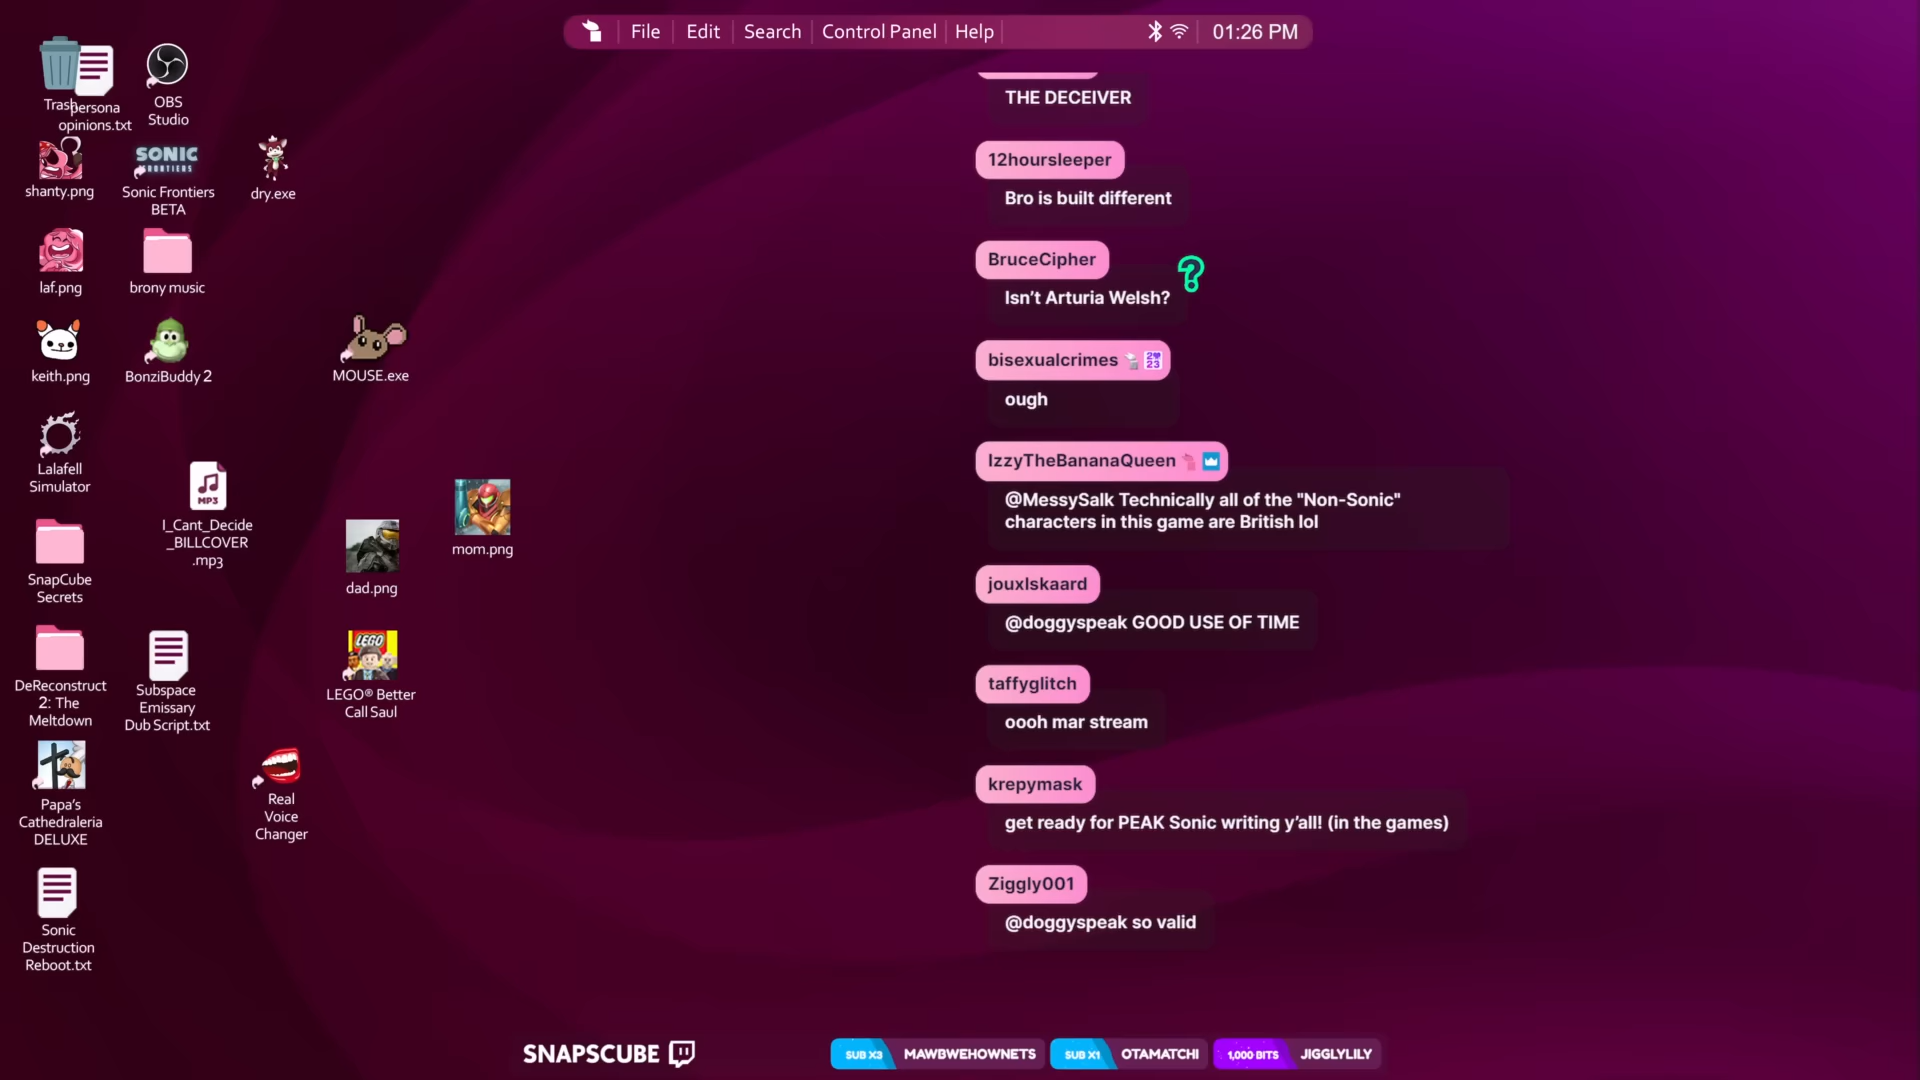 File
Edit
Search
Control Panel
Help
01:26 PM
Trash
persona
opinions.txt
OBS
Studio
shanty.png
SONIC
FRONTIERS
Sonic Frontiers
BETA
dry.exe
laf.png
brony music
keith.png
BonziBuddy 2
MOUSE.exe
Lalafell
Simulator
MP3
I_Cant_Decide
_BILLCOVER
.mp3
mom.png
dad.png
SnapCube
Secrets
DeReconstruct
2: The
Meltdown
Subspace
Emissary
Dub Script.txt
LEGO
LEGO® Better
Call Saul
Papa's
Cathedraleria
DELUXE
Real
Voice
Changer
Sonic
Destruction
Reboot.txt
THE DECEIVER
12hoursleeper
Bro is built different
BruceCipher
Isn't Arturia Welsh?
?
bisexualcrimes
2
23
ough
IzzyTheBananaQueen
@MessySalk Technically all of the "Non-Sonic"
characters in this game are British lol
jouxlskaard
@doggyspeak GOOD USE OF TIME
taffyglitch
oooh mar stream
krepymask
get ready for PEAK Sonic writing y'all! (in the games)
Ziggly001
@doggyspeak so valid
SNAPSCUBE
SUB X3 MAWBWEHOWNETS
SUB X1 OTAMATCHI
1,000 BITS JIGGLYLILY